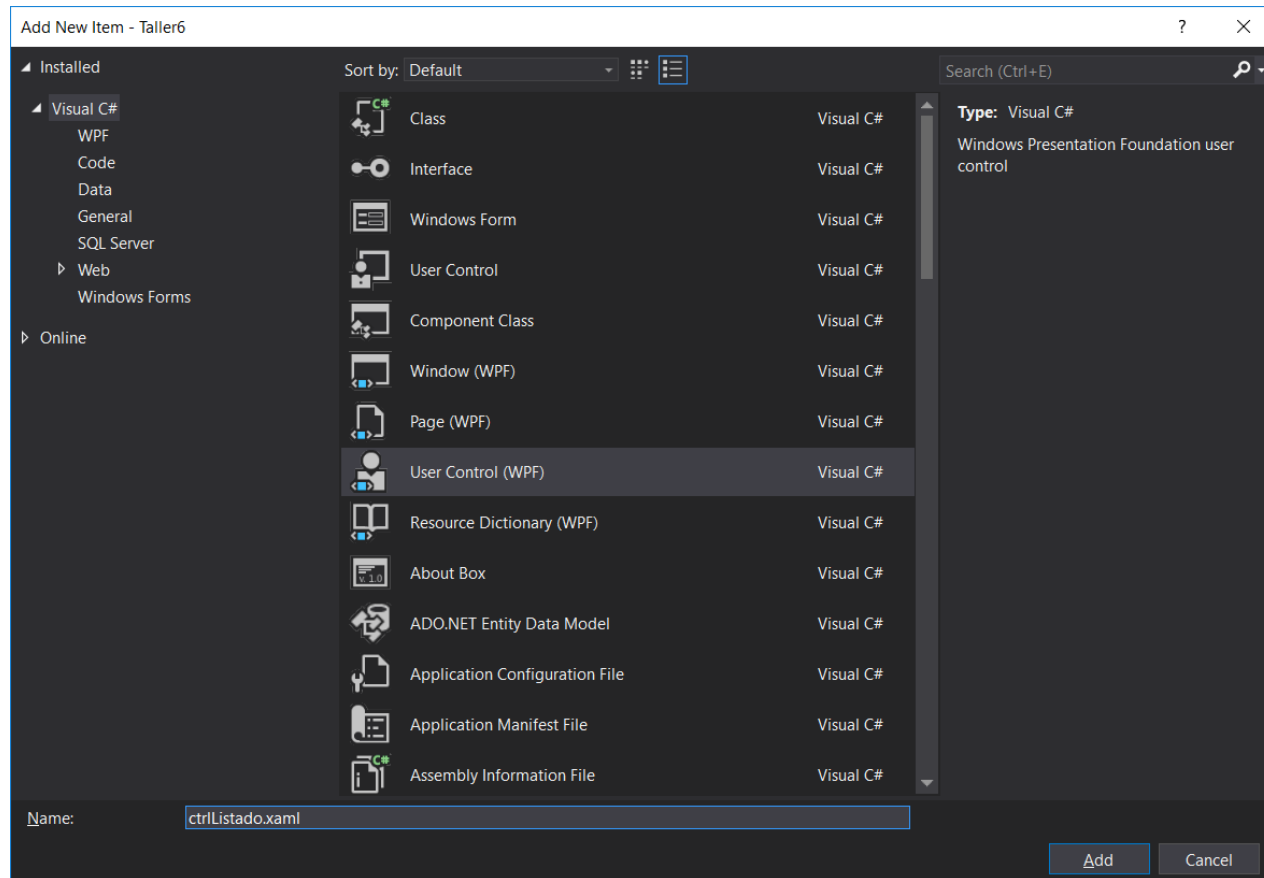 Add New Item - Taller6
?
Installed
Visual C#
WPF
Code
Data
General
SQL Server
Web
Windows Forms
Online
Sort by: Default
C#
Class Visual C#
Interface Visual C#
Windows Form Visual C#
User Control Visual C#
Component Class Visual C#
Window (WPF) Visual C#
Page (WPF) Visual C#
User Control (WPF) Visual C#
Resource Dictionary (WPF) Visual C#
v. 1.0
About Box Visual C#
ADO.NET Entity Data Model Visual C#
Application Configuration File Visual C#
Application Manifest File Visual C#
C#
Assembly Information File Visual C#
Search (Ctrl+E)
Type: Visual C#
Windows Presentation Foundation user
control
Name: ctrlListado.xaml
Add Cancel